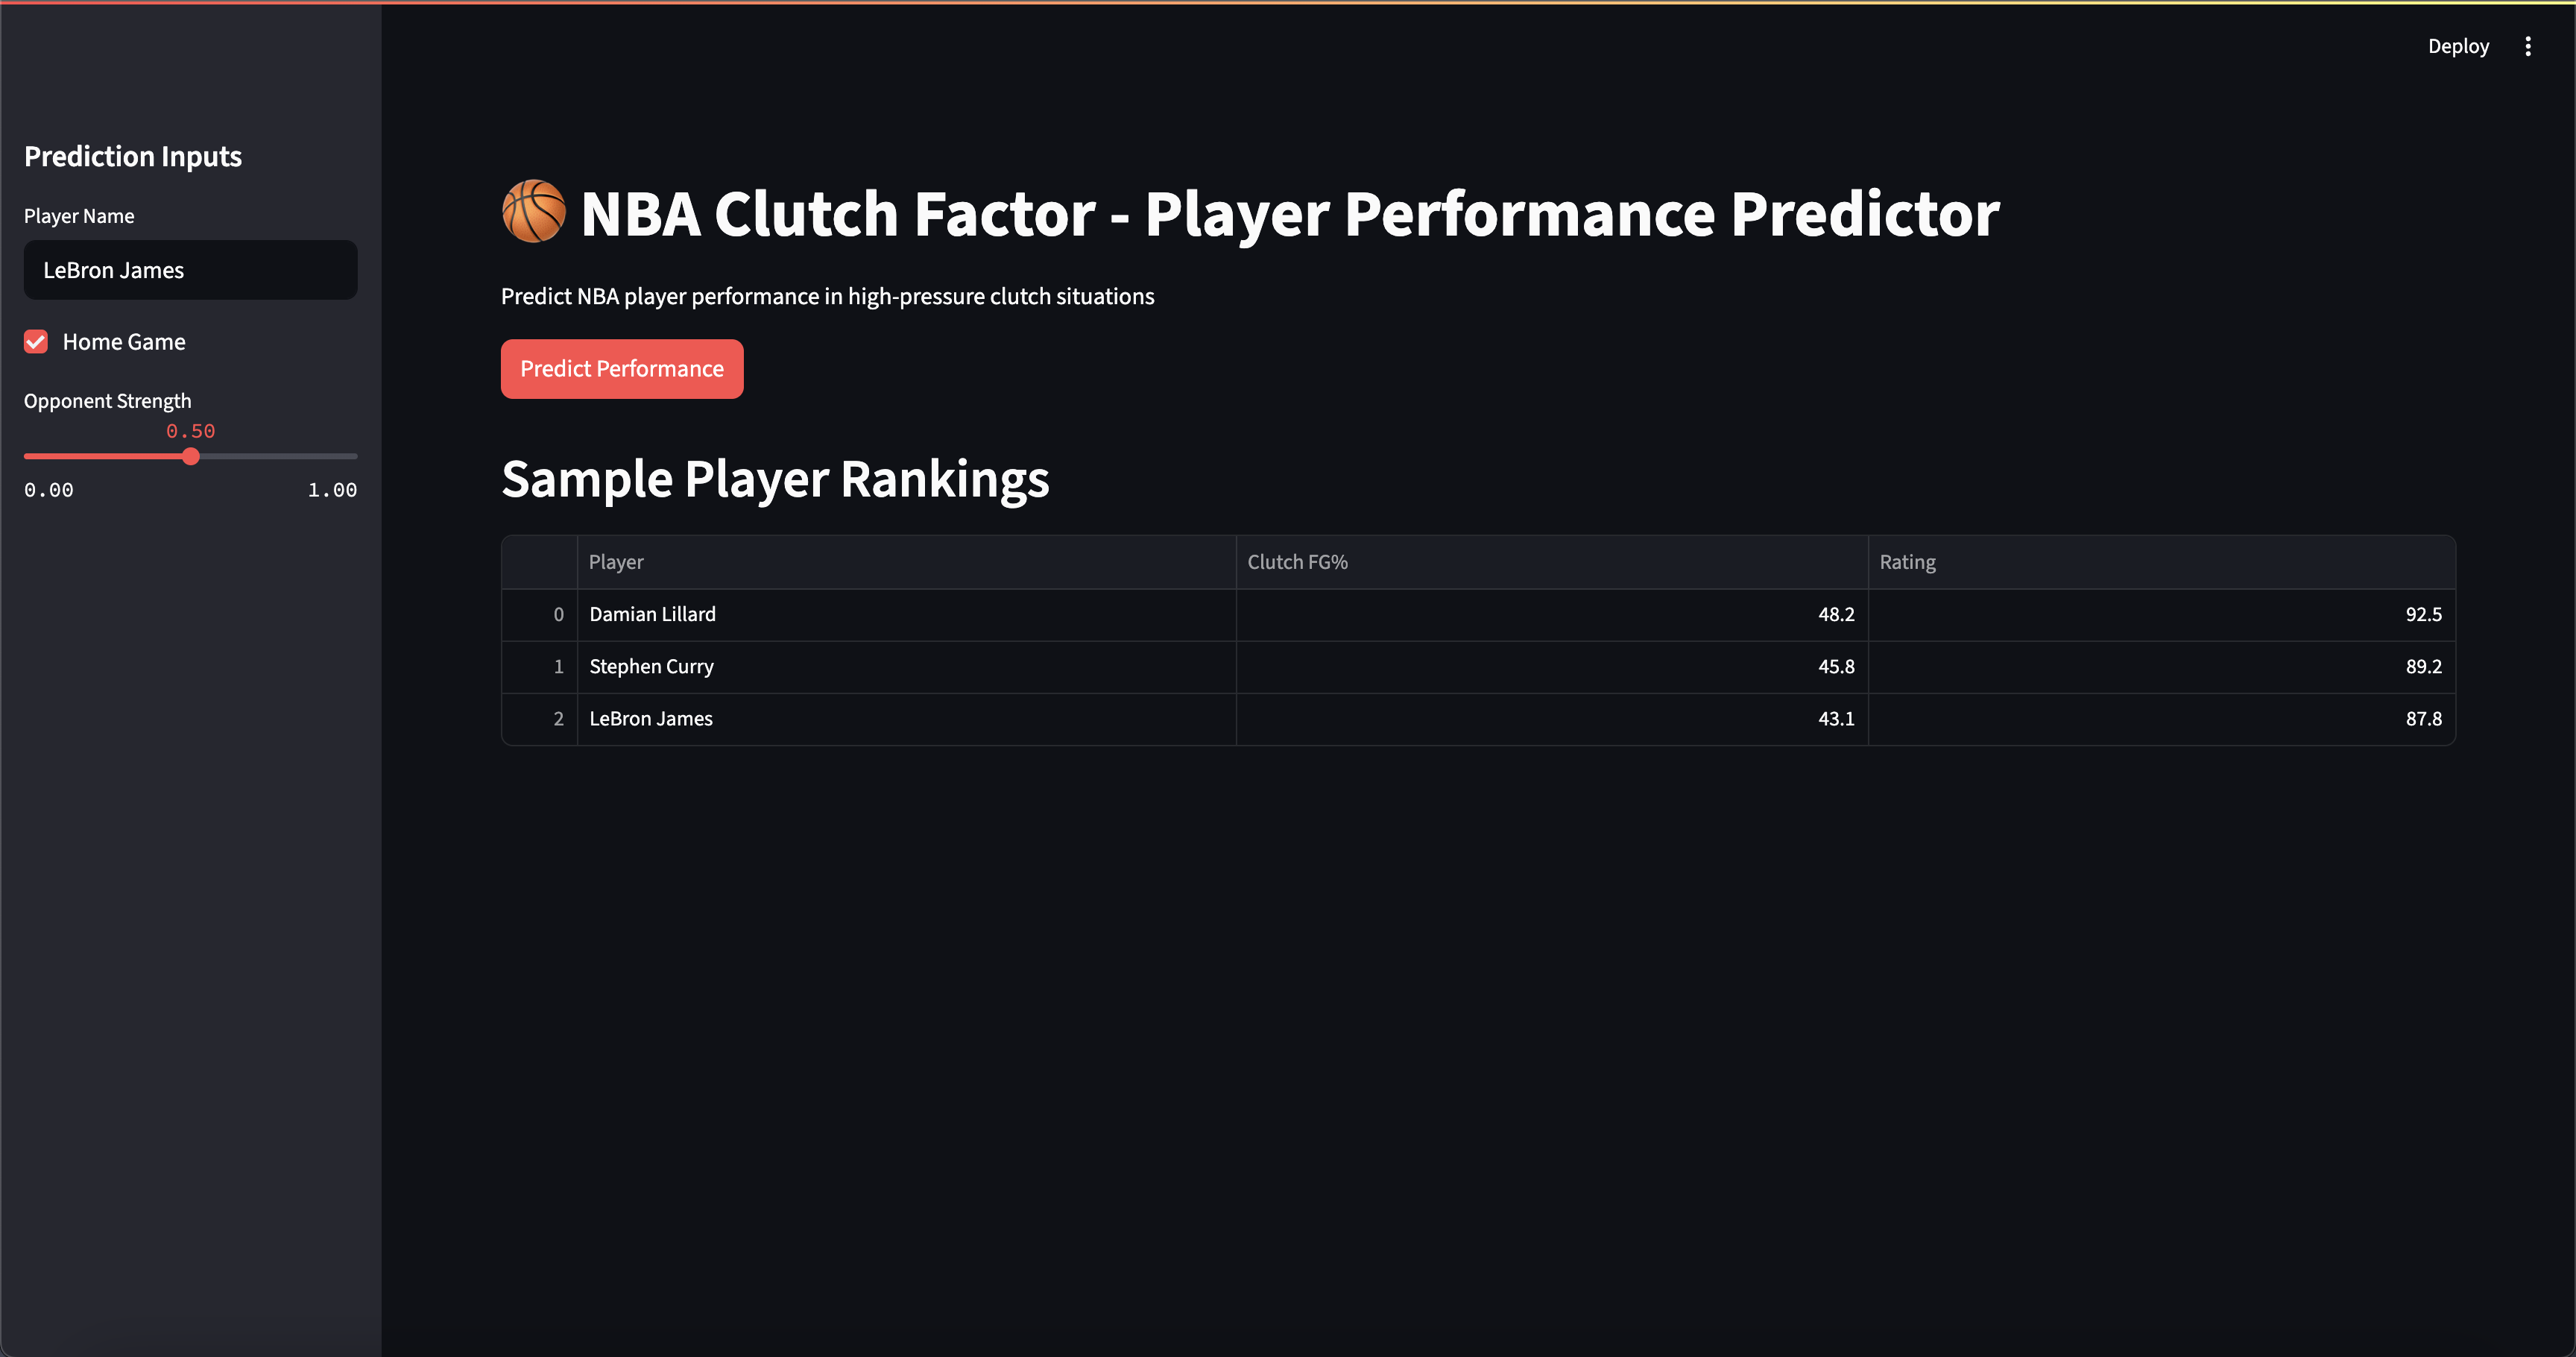 Deploy
Prediction Inputs
Player Name
LeBron James
Home Game
Opponent Strength
0.50
0.00 1.00
NBA Clutch Factor - Player Performance Predictor
Predict NBA player performance in high-pressure clutch situations
Predict Performance
Sample Player Rankings
Player Clutch FG% Rating
0 Damian Lillard 48.2 92.5
1 Stephen Curry 45.8 89.2
2 LeBron James 43.1 87.8